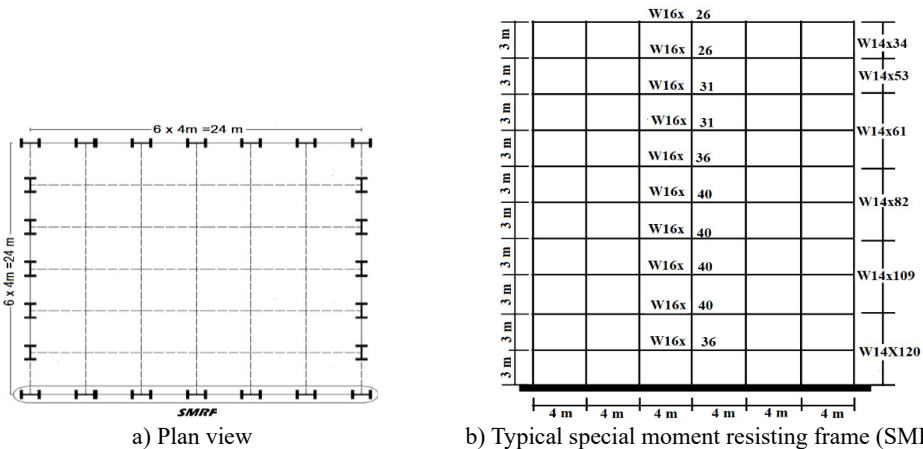 6 x 4m =24 m
6 x 4m =24 m
SMRF
a) Plan view
W16x 26
W16x 26
W16x 31
W16x 31
W16x 36
W16x 40
W16x 40
W16x 40
W16x 40
W16x 36
3 m
3 m
3 m
3 m
3 m
3 m
3 m
3 m
3 m
3 m
W14x34
W14x53
W14x61
W14x82
W14x109
W14X120
4 m 4 m 4 m 4 m 4 m 4 m
b) Typical special moment resisting frame (SMI